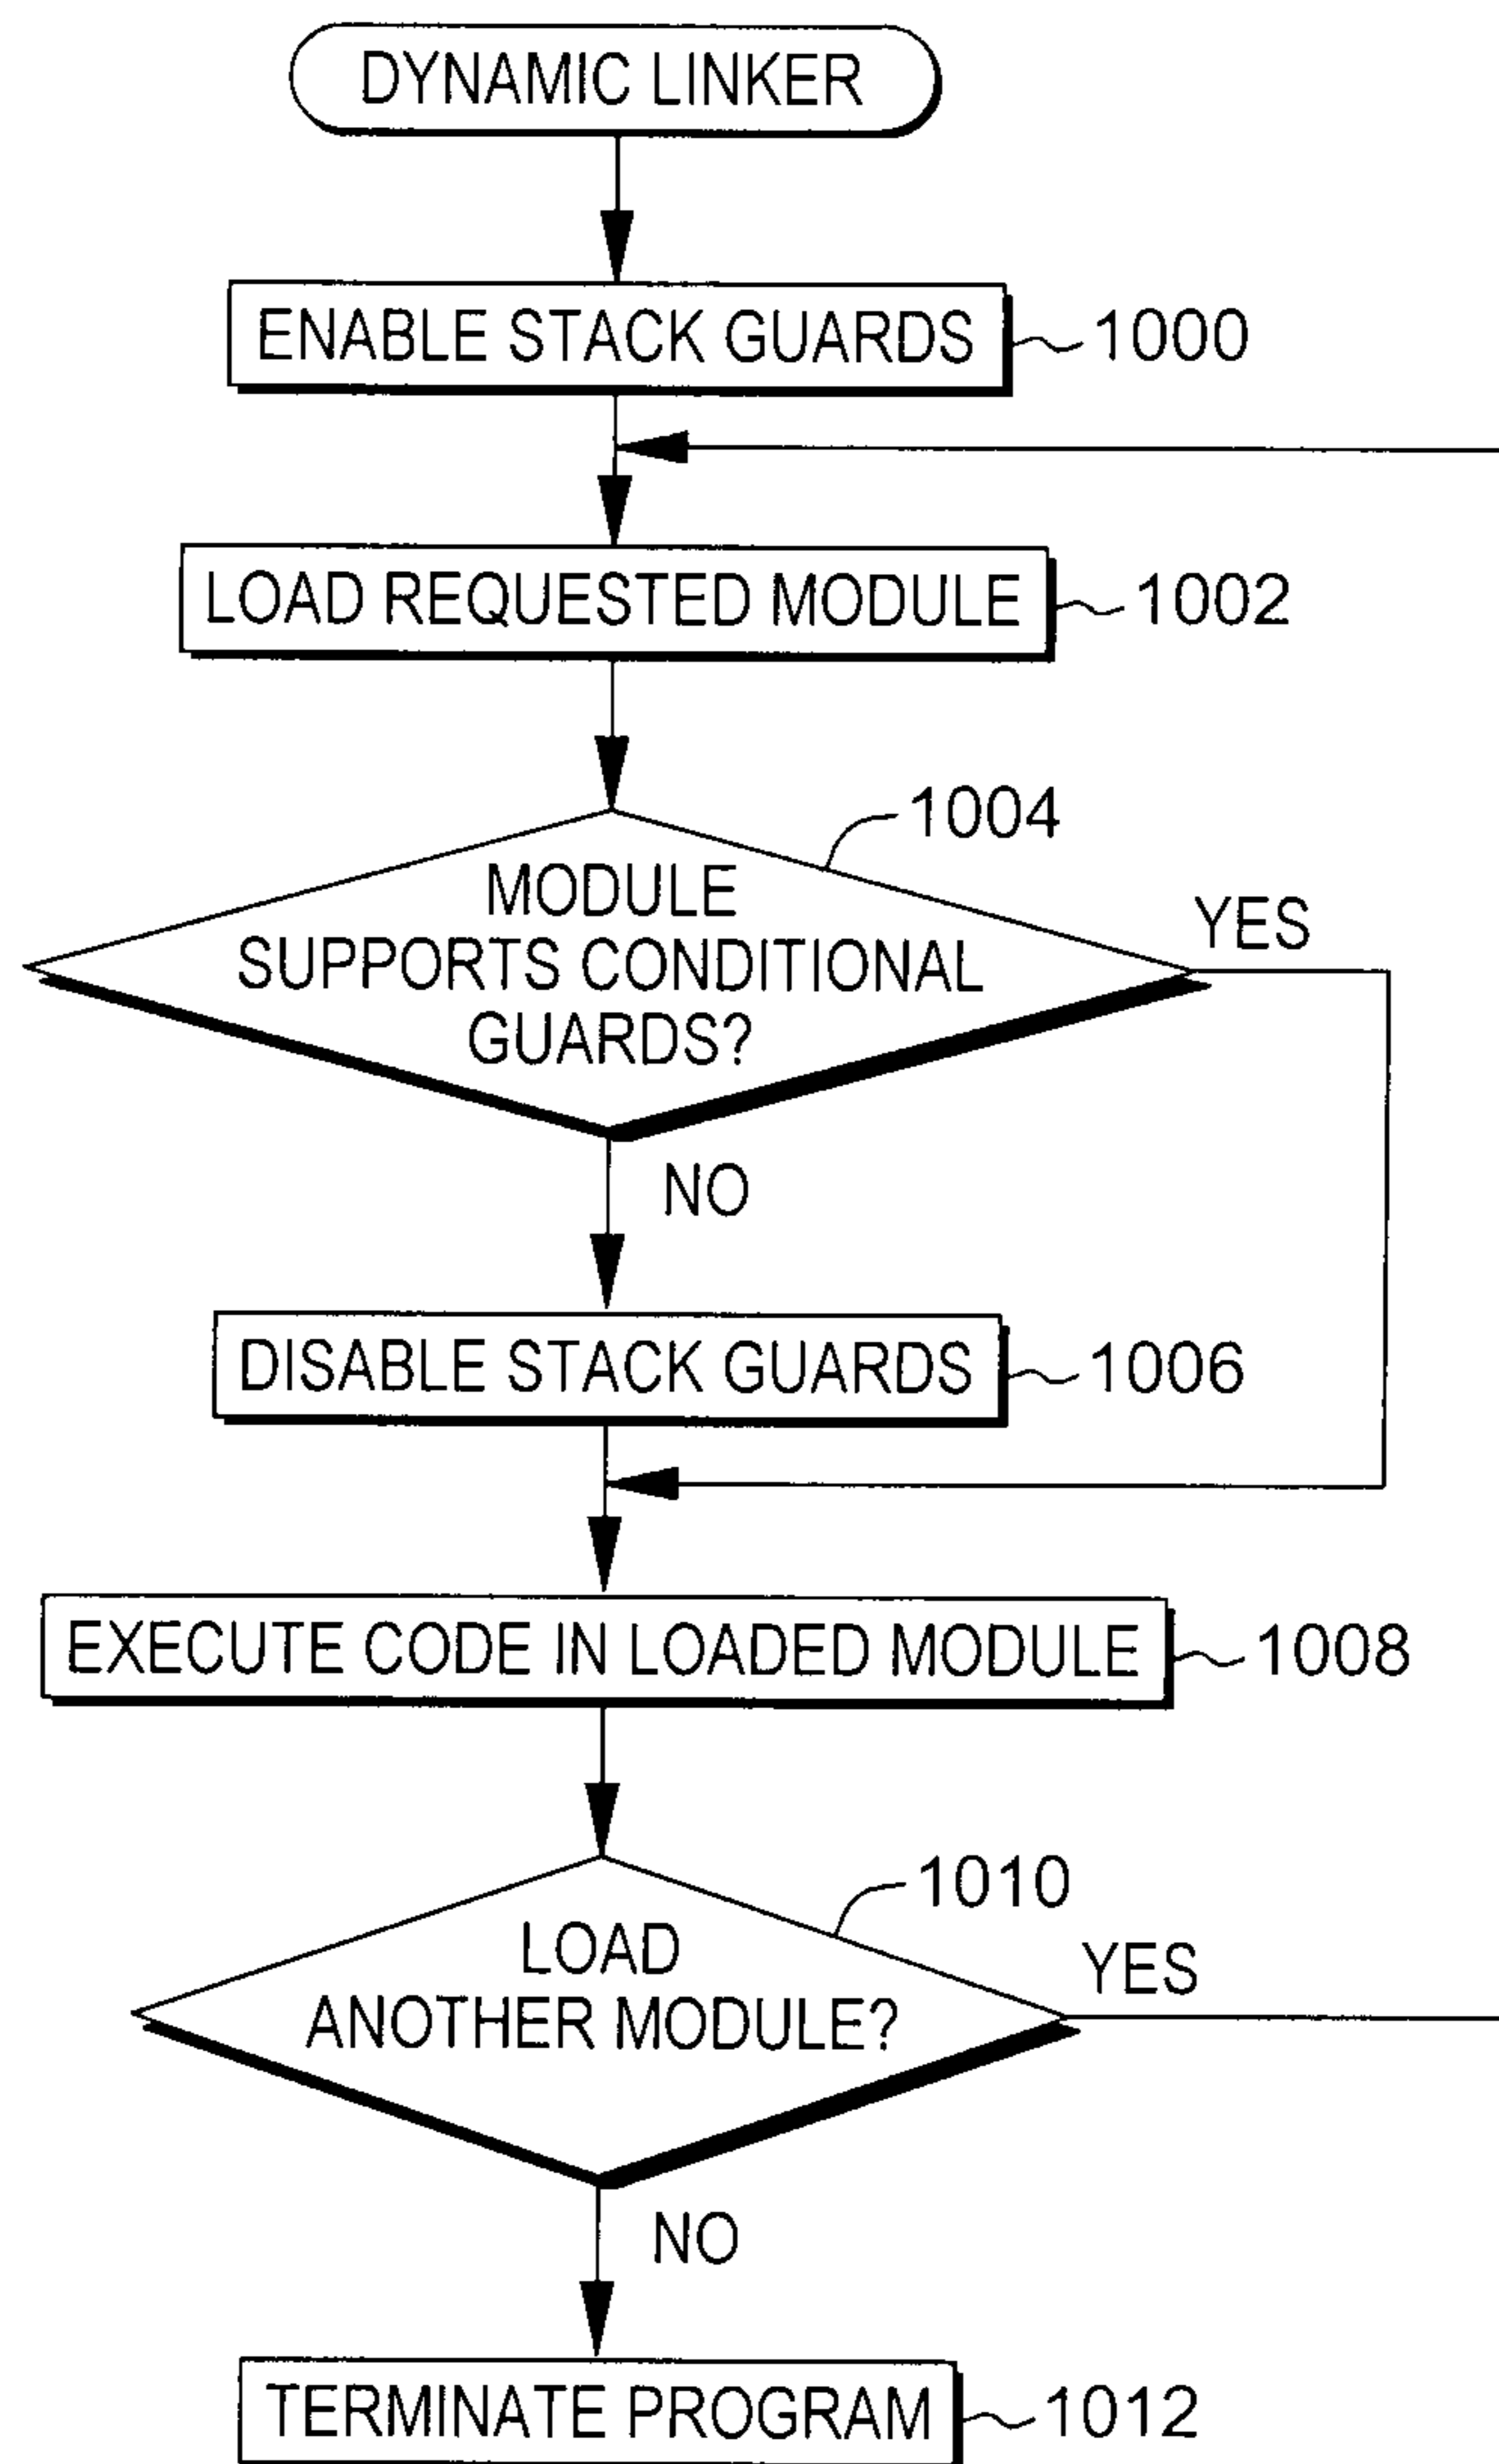 DYNAMIC LINKER
ENABLE STACK GUARDS
1000
LOAD REQUESTED MODULE
1002
1004
MODULE
SUPPORTS CONDITIONAL
GUARDS?
YES
NO
DISABLE STACK GUARDS
1006
EXECUTE CODE IN LOADED MODULE
1008
1010
LOAD
ANOTHER MODULE?
YES
NO
TERMINATE PROGRAM
1012